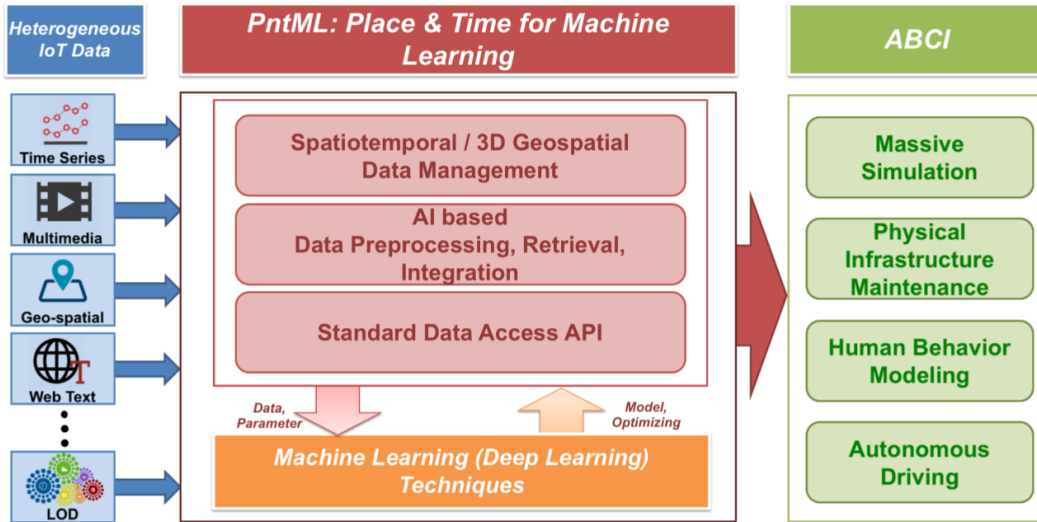 Heterogeneous
IoT Data
PntML: Place & Time for Machine
Learning
ABCI
Time Series
Multimedia
Geo-spatial
Web Text
LOD
Spatiotemporal / 3D Geospatial
Data Management
AI based
Data Preprocessing, Retrieval,
Integration
Standard Data Access API
Data,
Parameter
Model,
Optimizing
Machine Learning (Deep Learning)
Techniques
Massive
Simulation
Physical
Infrastructure
Maintenance
Human Behavior
Modeling
Autonomous
Driving